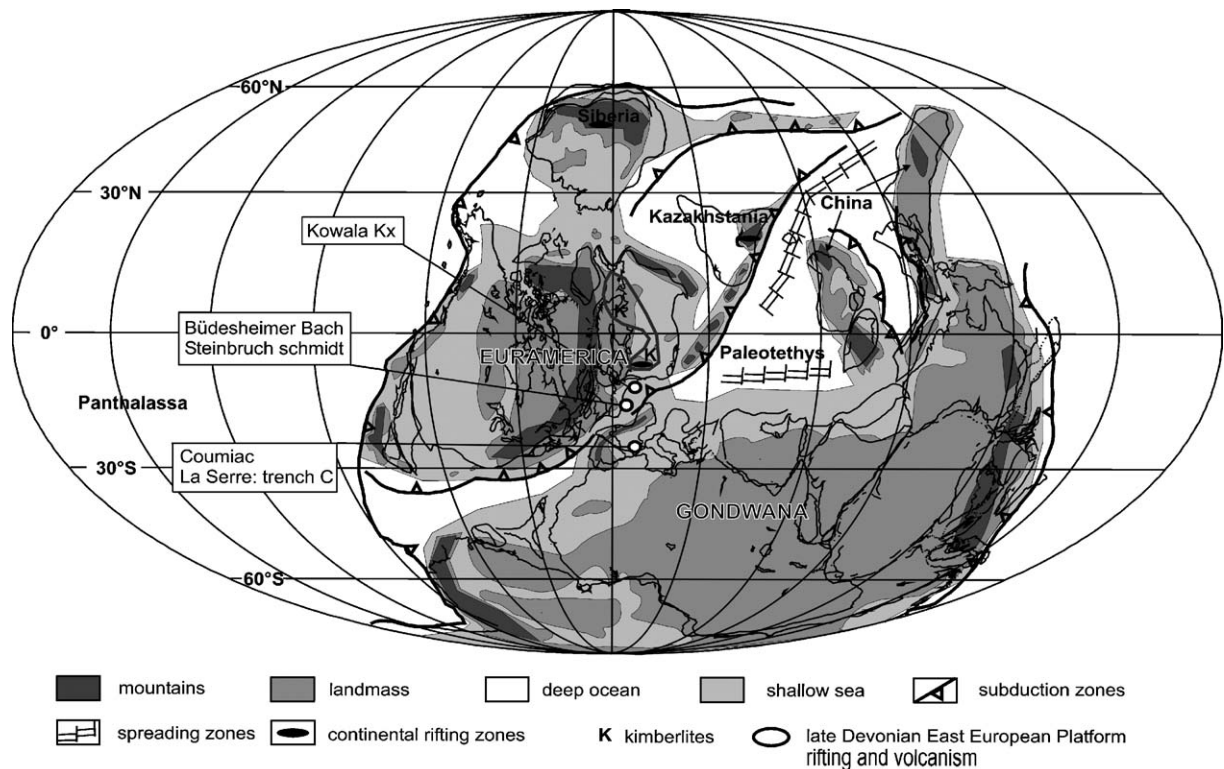 60°N
Siberia
30°N
China
Kazakhstania
Kowala Kx
0°
Büdesheimer Bach
Steinbruch schmidt
EURAMERICA
K
Paleotethys
Panthalassa
Coumiac
La Serre: trench C
30°S
GONDWANA
60°S
mountains
landmass
deep ocean
shallow sea
subduction zones
spreading zones
continental rifting zones
K kimberlites
late Devonian East European Platform
rifting and volcanism